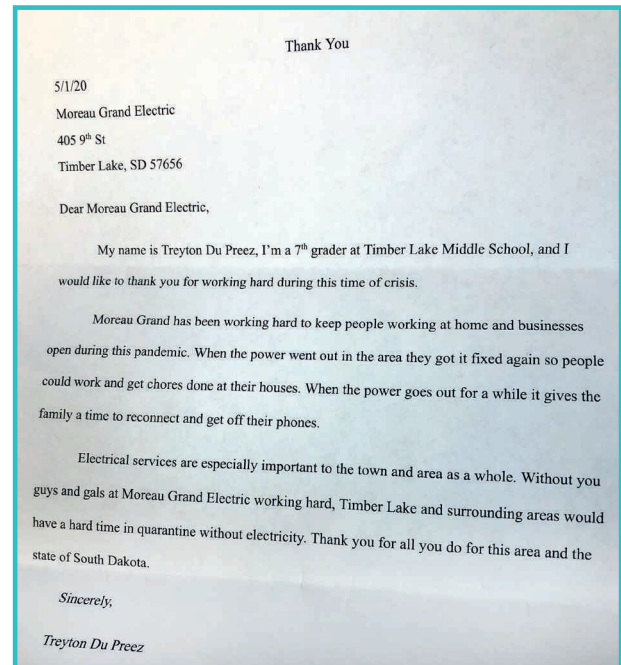 Thank You
5/1/20
Moreau Grand Electric
405 9th St
Timber Lake, SD 57656
Dear Moreau Grand Electric,
My name is Treyton Du Preez, I'm a 7th grader at Timber Lake Middle School, and I
would like to thank you for working hard during this time of crisis.
Moreau Grand has been working hard to keep people working at home and businesses
open during this pandemic. When the power went out in the area they got it fixed again so people
could work and get chores done at their houses. When the power goes out for a while it gives the
family a time to reconnect and get off their phones.
Electrical services are especially important to the town and area as a whole. Without you
guys and gals at Moreau Grand Electric working hard, Timber Lake and surrounding areas would
have a hard time in quarantine without electricity. Thank you for all you do for this area and the
state of South Dakota.
Sincerely,
Treyton Du Preez